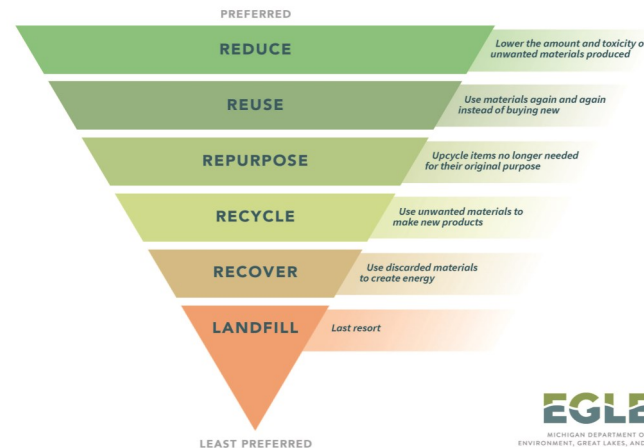 PREFERRED
REDUCE
Lower the amount and toxicity o
unwanted materials produced
REUSE
Use materials again and again
instead of buying new
REPURPOSE
Upcycle items no longer needed
for their original purpose
RECYCLE
Use unwanted materials to
make new products
RECOVER
Use discarded materials
to create energy
LANDFILL
Last resort
LEAST PREFERRED
EGLE
MICHIGAN DEPARTMENT O
ENVIRONMENT, GREAT LAKES, AND